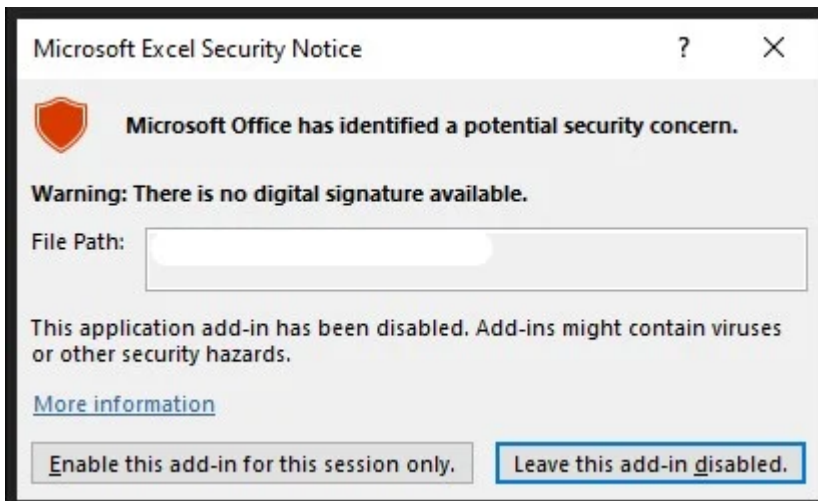 Microsoft Excel Security Notice
?
Microsoft Office has identified a potential security concern.
Warning: There is no digital signature available.
File Path:
This application add-in has been disabled. Add-ins might contain viruses
or other security hazards.
More information
Enable this add-in for this session only.
Leave this add-in disabled.